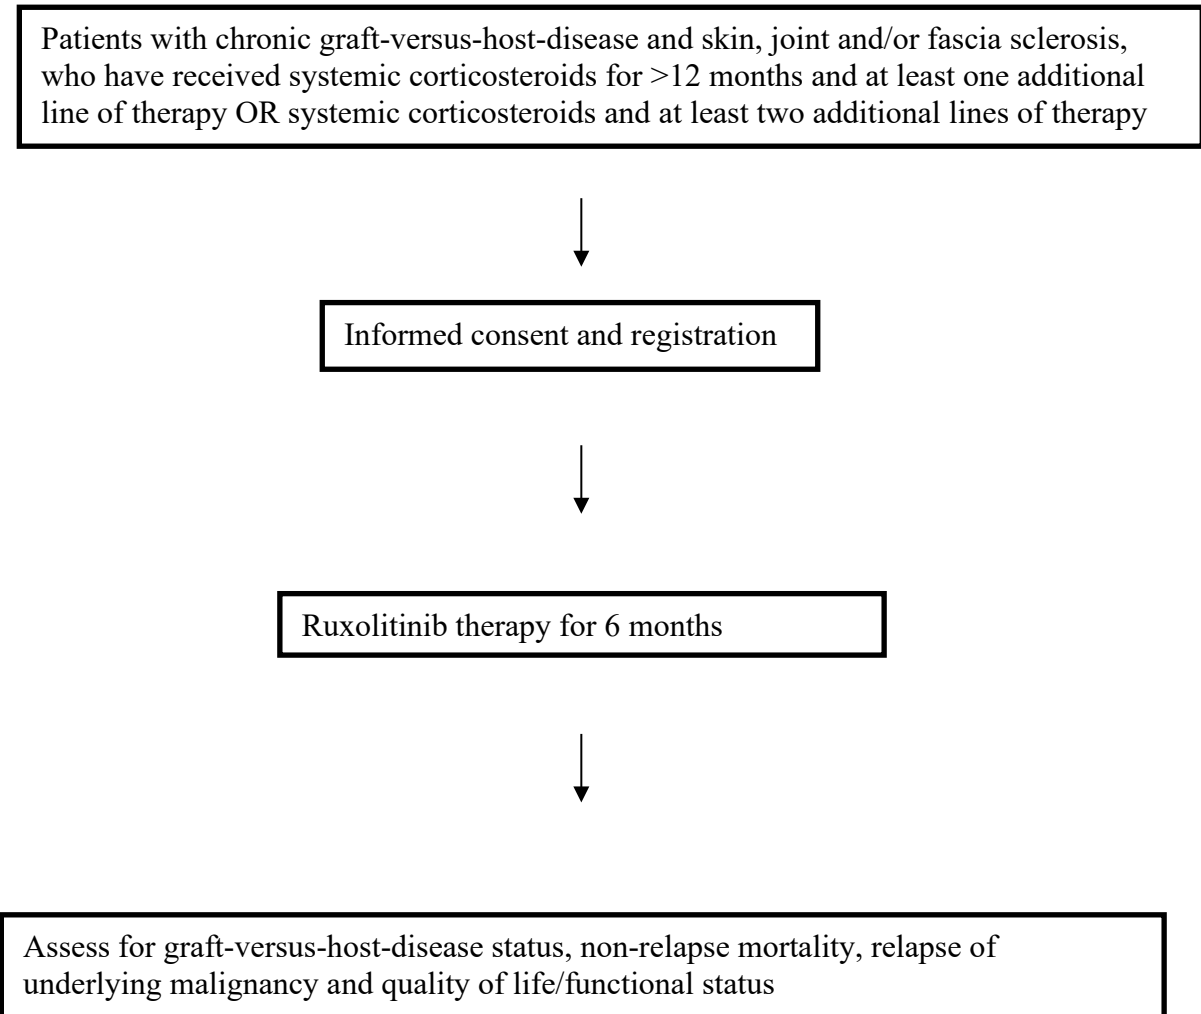 Patients with chronic graft-versus-host-disease and skin, joint and/or fascia sclerosis,
who have received systemic corticosteroids for >12 months and at least one additional
line of therapy OR systemic corticosteroids and at least two additional lines of therapy
Informed consent and registration
Ruxolitinib therapy for 6 months
Assess for graft-versus-host-disease status, non-relapse mortality, relapse of
underlying malignancy and quality of life/functional status